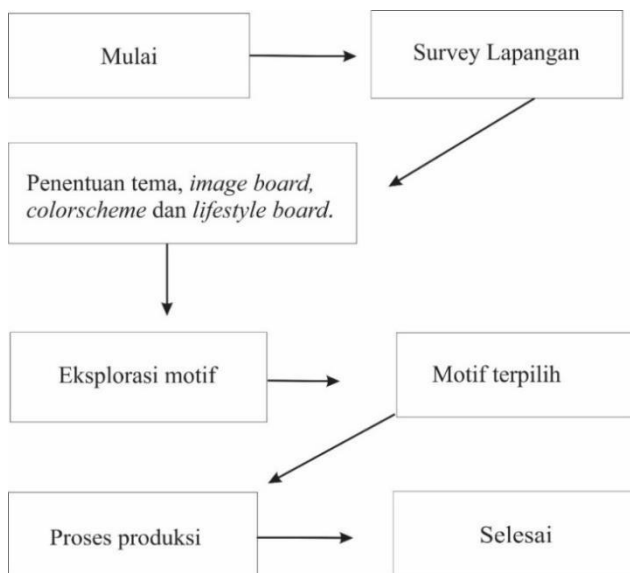 Mulai
Survey Lapangan
Penentuan tema, image board,
colorscheme dan lifestyle board.
Eksplorasi motif
Motif terpilih
Proses produksi
Selesai